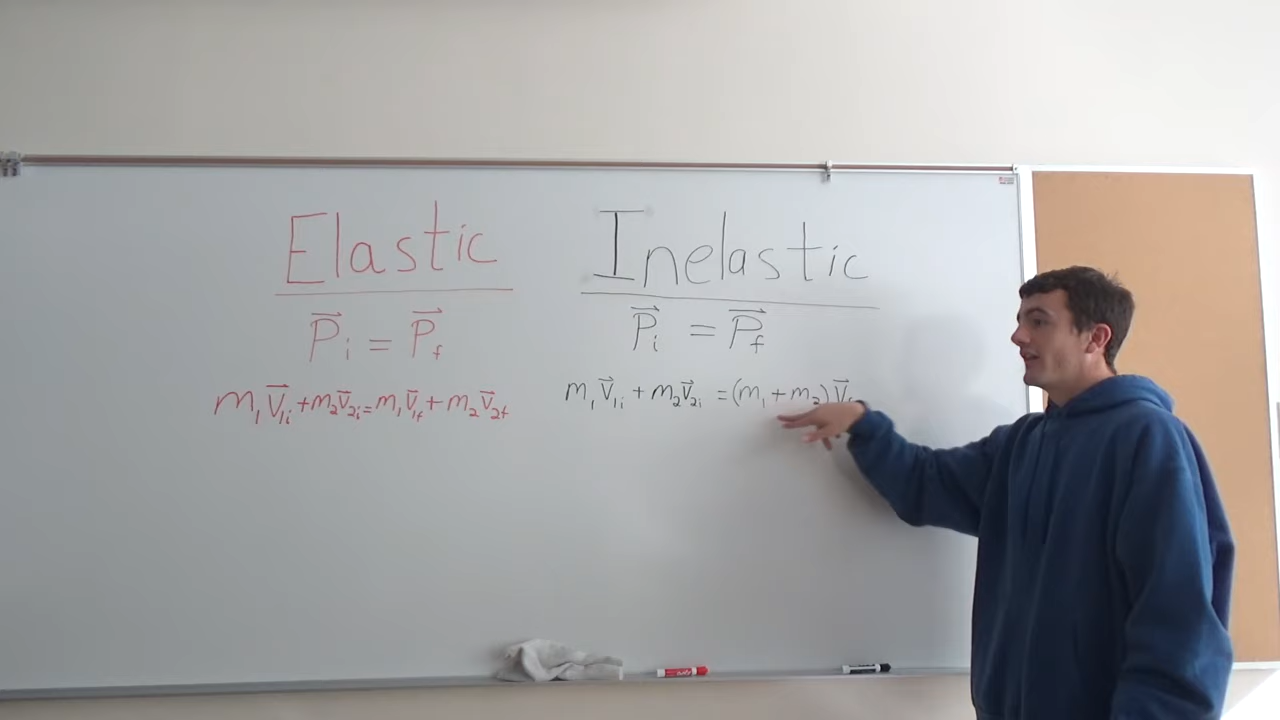 Elastic
P⃗i = P⃗f
m₁v⃗₁i + m₂v⃗₂i = m₁v⃗₁f + m₂v⃗₂f
Inelastic
P⃗i = P⃗f
m₁v⃗₁i + m₂v⃗₂i = (m₁ + m₂) v⃗f